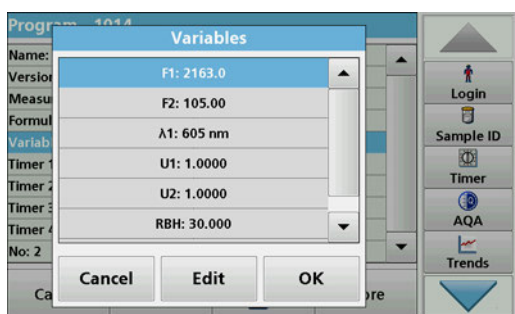 Program 1014
Variables
Name:
Version
Measu
Formul
Variab
Timer 1
Timer 2
Timer 3
Timer 4
No: 2
F1: 2163.0
F2: 105.00
λ1: 605 nm
U1: 1.0000
U2: 1.0000
RBH: 30.000
Cancel
Edit
OK
Ca
ore
Login
Sample ID
Timer
AQA
Trends